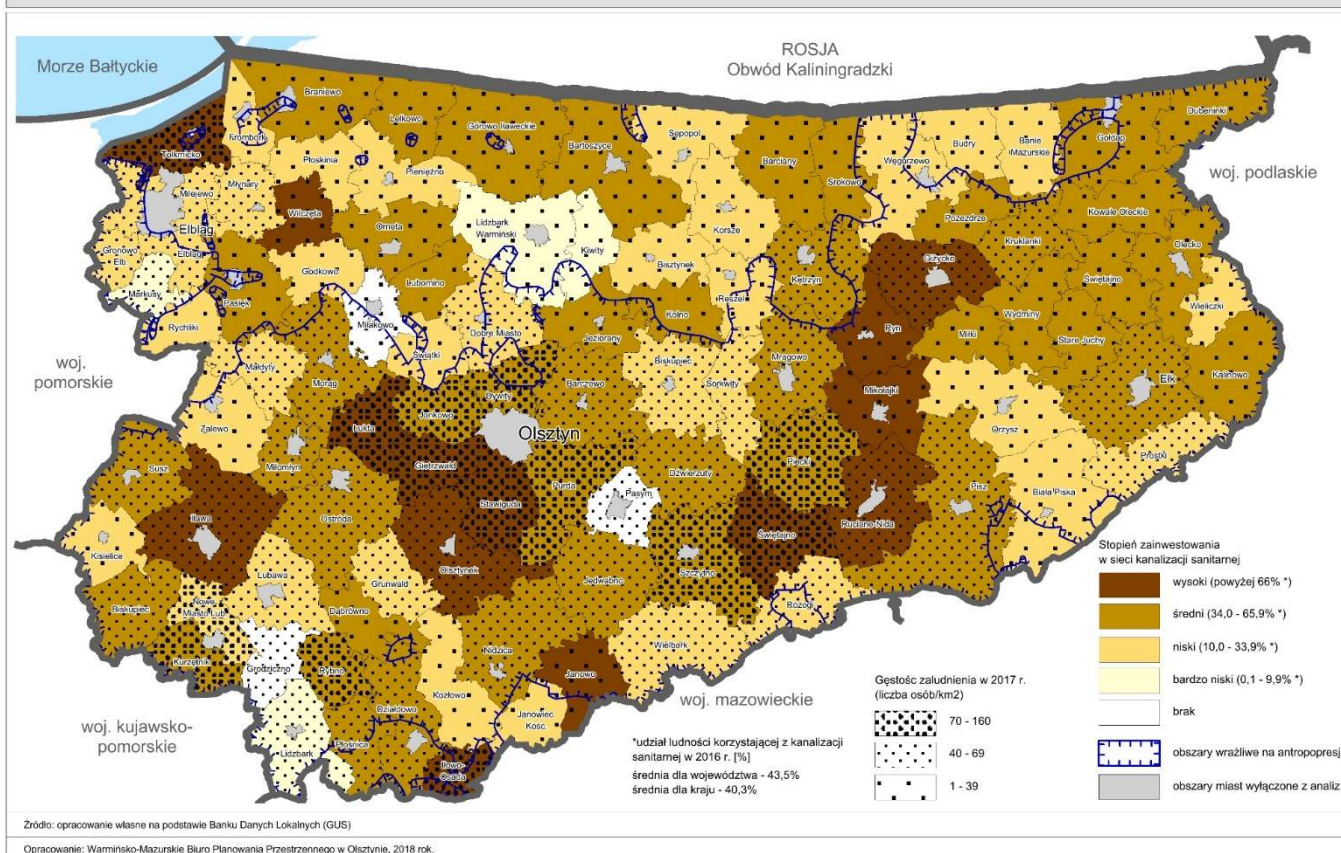 ROSJA
Obwód Kaliningradzki
Morze Bałtyckie
woj. podlaskie
woj. pomorskie
woj. kujawsko-pomorskie
woj. mazowieckie
Braniewo
Lelkowo
Górowo Iławeckie
Bartoszyce
Sępopol
Barciany
Srokowo
Węgorzewo
Budry
Banie Mazurskie
Gołdap
Dubeninki
Frombork
Tolkmicko
Płoskinia
Pieniężno
Młynary
Milejewo
Wilczęta
Orneta
Lidzbark Warmiński
Kiwity
Korsze
Pozezdrze
Kowale Oleckie
Kruklanki
Olecko
Elbląg
Gronowo Elb
Elbląg
Markusy
Pasłęk
Godkowo
Lubomino
Bisztynek
Reszel
Kętrzyn
Giżycko
Świętajno
Wieliczki
Rychliki
Miłakowo
Świątki
Dobre Miasto
Jeziorany
Kolno
Ryn
Wydminy
Miłki
Stare Juchy
Ełk
Kalinowo
Małdyty
Morąg
Zalewo
Dywity
Jonkowo
Barczewo
Biskupiec
Sorkwity
Mrągowo
Mikołajki
Orzysz
Prostki
Olsztyn
Łukta
Gietrzwałd
Stawiguda
Purda
Pasym
Dźwierzuty
Piecki
Pisz
Biała Piska
Susz
Miłomłyn
Ostróda
Iława
Olsztynek
Szczytno
Świętajno
Ruciane-Nida
Kisielice
Lubawa
Grunwald
Jedwabno
Rozogi
Biskupiec
Nowa Miasto Lub.
Dąbrówno
Kurzętnik
Grodziczno
Rybno
Nidzica
Janowo
Wielbark
Kozłowo
Janowiec Kośc.
Działdowo
Płośnica
Lidzbark
Iłowo-Osada
Stopień zainwestowania
w sieci kanalizacji sanitarnej
wysoki (powyżej 66% *)
średni (34,0 - 65,9% *)
niski (10,0 - 33,9% *)
bardzo niski (0,1 - 9,9% *)
brak
obszary wrażliwe na antropopresj
obszary miast wyłączone z analiz
Gęstość zaludnienia w 2017 r.
(liczba osób/km2)
70 - 160
40 - 69
1 - 39
*udział ludności korzystającej z kanalizacji
sanitarnej w 2016 r. [%]
średnia dla województwa - 43,5%
średnia dla kraju - 40,3%
Źródło: opracowanie własne na podstawie Banku Danych Lokalnych (GUS)
Opracowanie: Warmińsko-Mazurskie Biuro Planowania Przestrzennego w Olsztynie, 2018 rok.